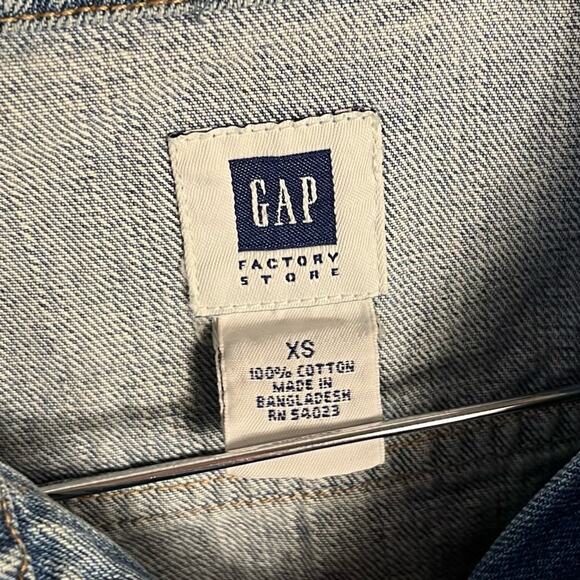 GAP
FACTORY
STORE
XS
100% COTTON
MADE IN
BANGLADESH
RN 54023